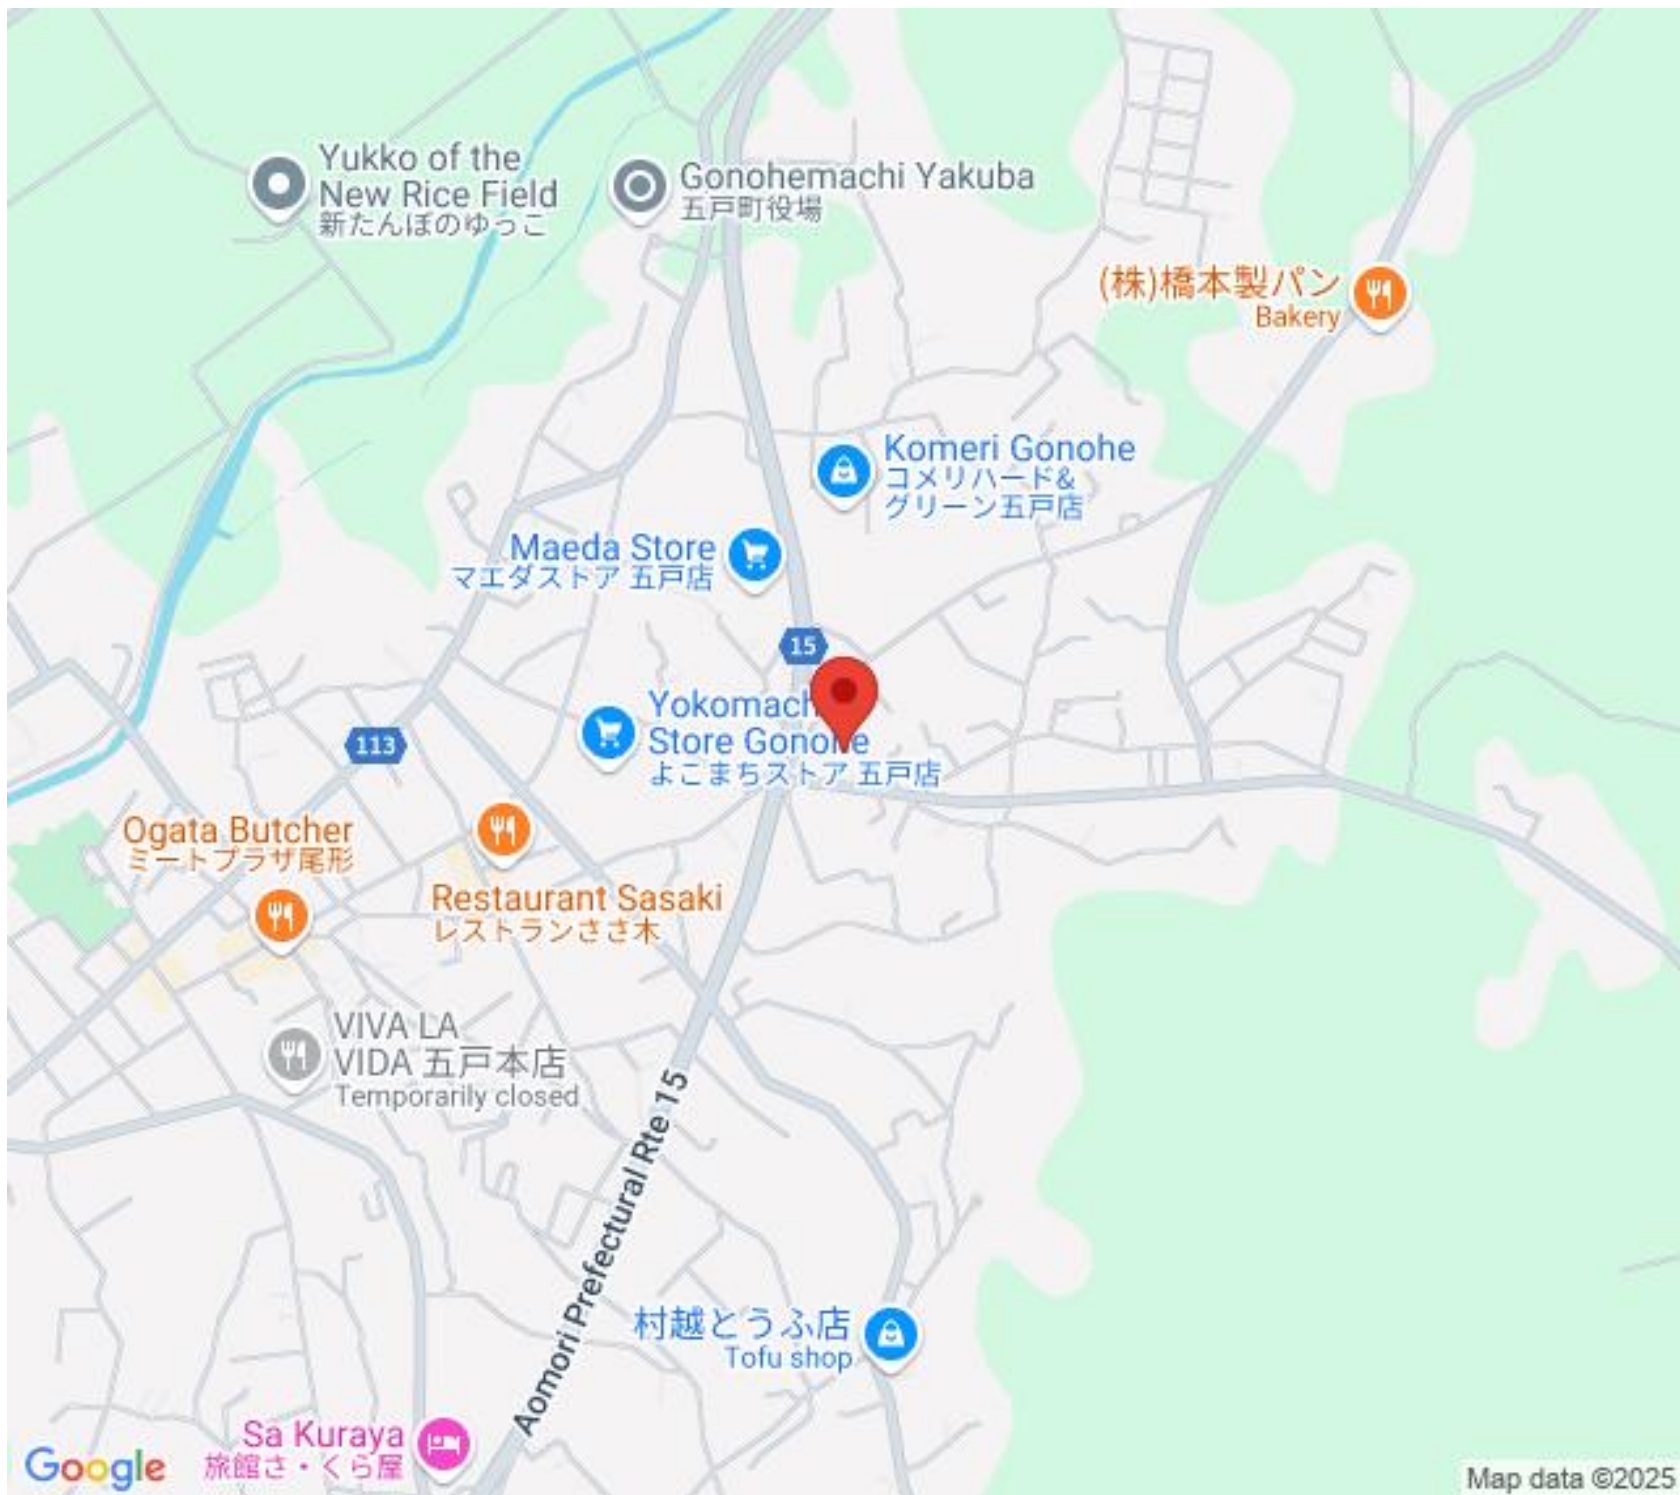 Yukko of the
New Rice Field
新たんぼのゆっこ
Gonohemachi Yakuba
五戸町役場
(株)橋本製パン
Bakery
Komeri Gonohe
コメリハード&
グリーン五戸店
Maeda Store
マエダストア 五戸店
15
Yokomach
Store Gonohe
よこまちストア 五戸店
113
Ogata Butcher
ミートプラザ尾形
Restaurant Sasaki
レストランささ木
VIVA LA
VIDA 五戸本店
Temporarily closed
Aomori Prefectural Rte 15
村越とうふ店
Tofu shop
Sa Kuraya
旅館さ・くら屋
Google
Map data ©2025